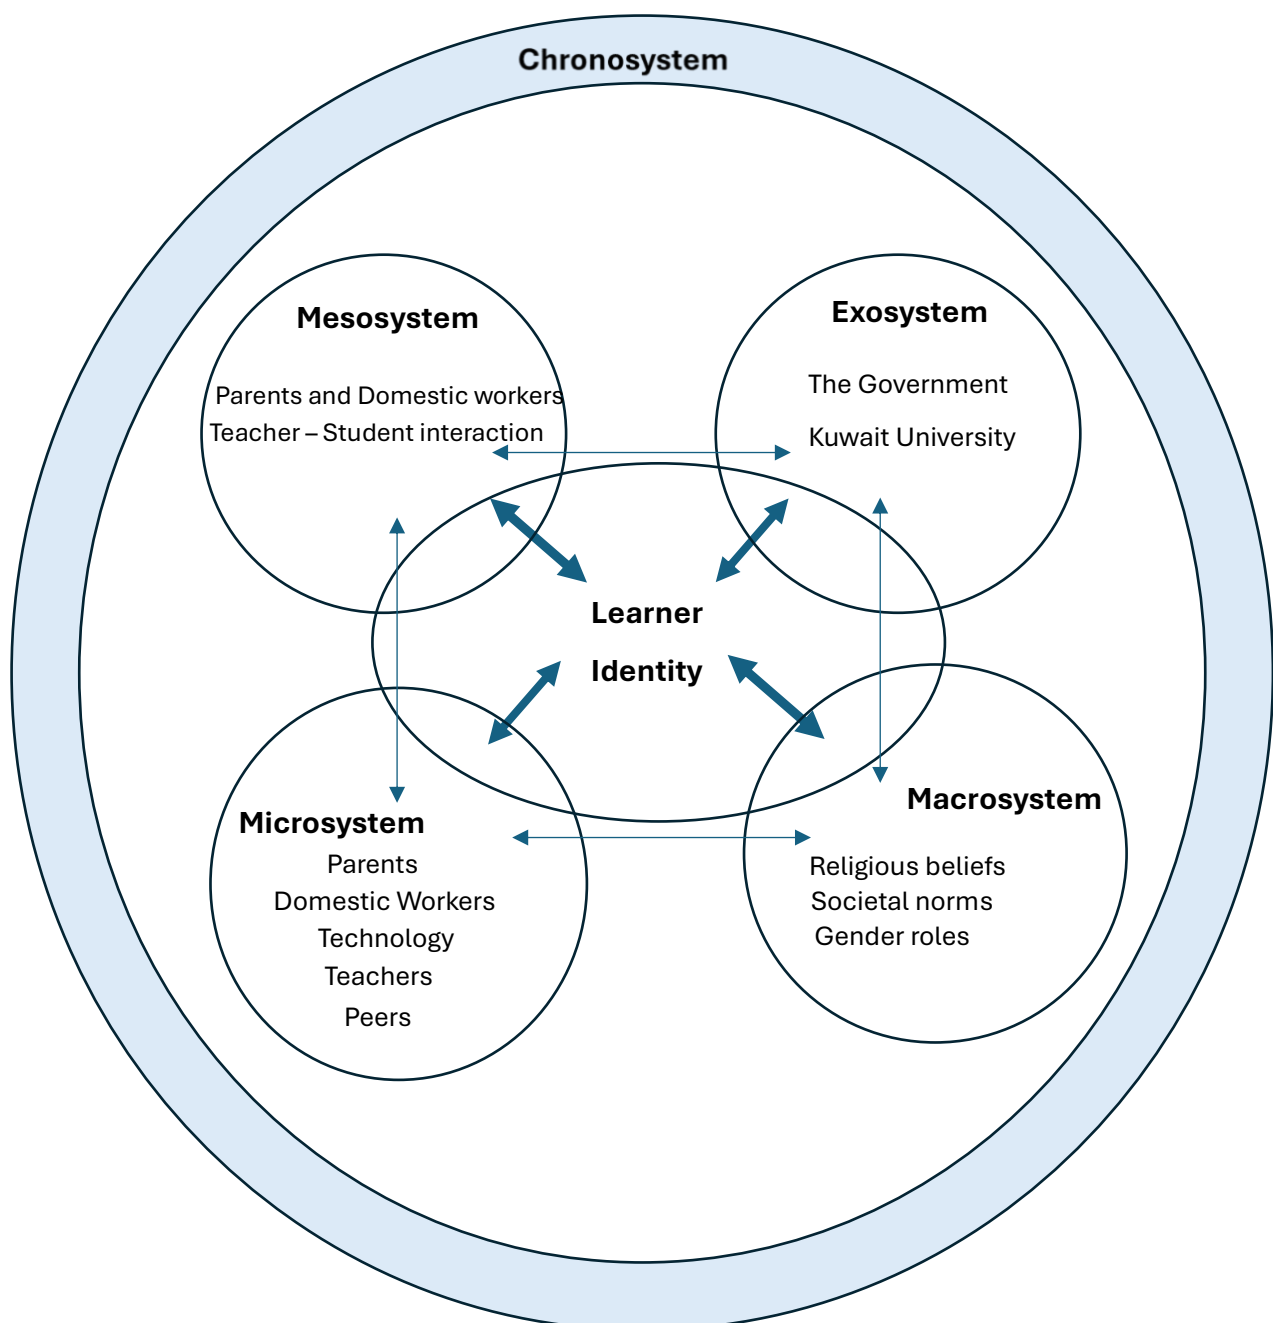 Chronosystem
Mesosystem
Parents and Domestic workers
Teacher – Student interaction
Exosystem
The Government
Kuwait University
Learner
Identity
Microsystem
Parents
Domestic Workers
Technology
Teachers
Peers
Macrosystem
Religious beliefs
Societal norms
Gender roles